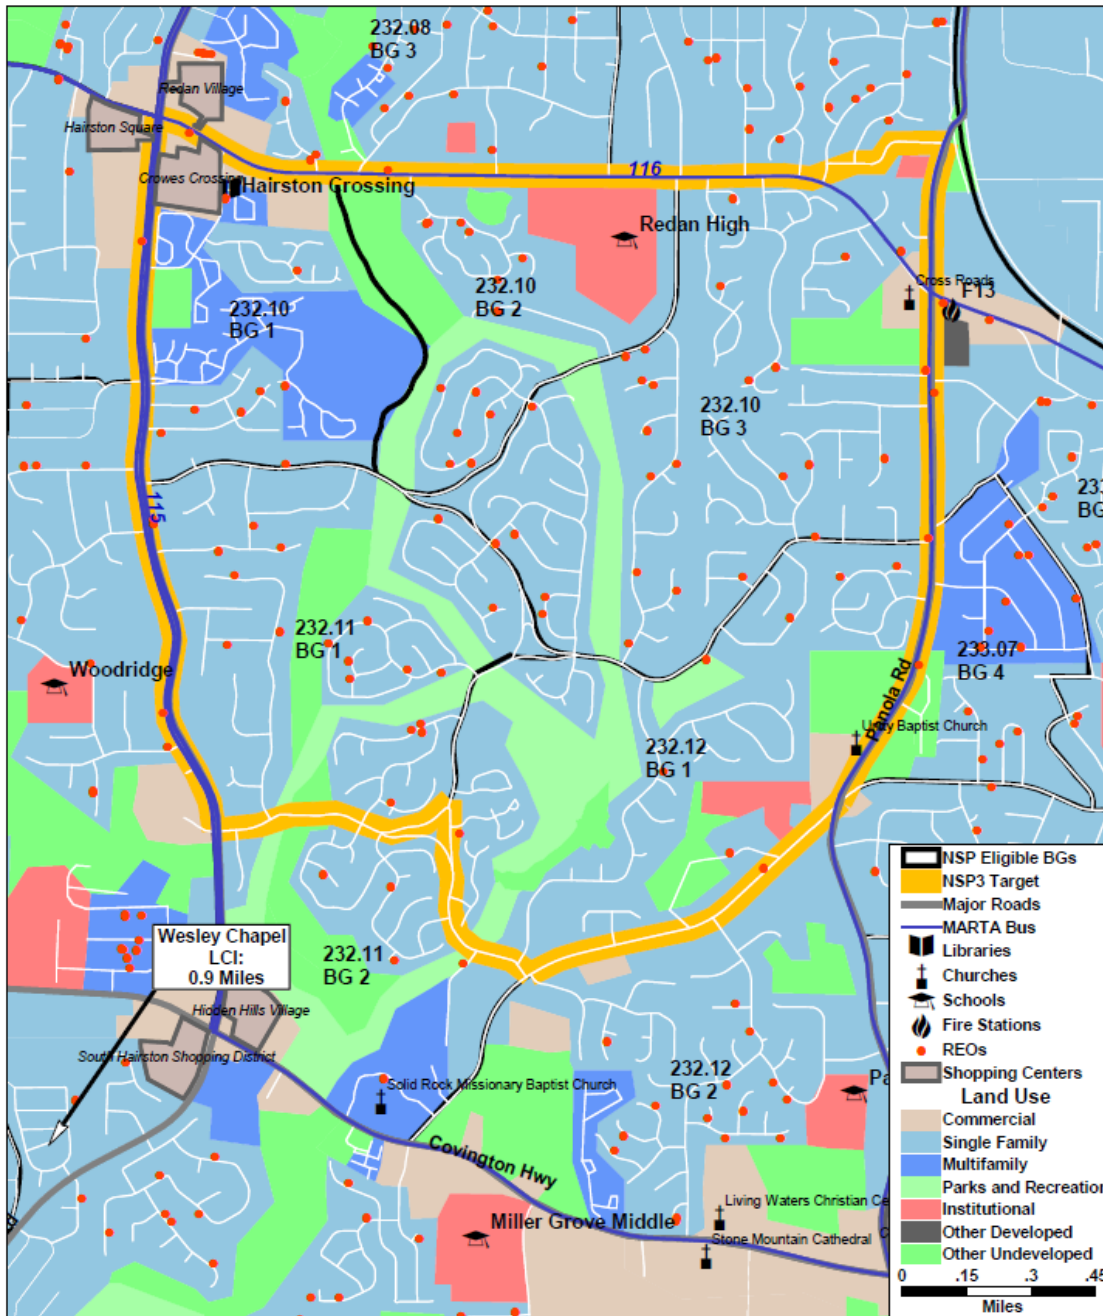 232.08
BG 3
Redan Village
Hairston Square
Crowes Crossing
Hairston Crossing
116
Redan High
232.10
BG 2
232.10
BG 1
Cross Roads
F13
232.10
BG 3
115
233
BG
232.11
BG 1
Woodridge
233.07
BG 4
Panola Rd
Unity Baptist Church
232.12
BG 1
Wesley Chapel
LCI:
0.9 Miles
232.11
BG 2
Hidden Hills Village
South Hairston Shopping District
Solid Rock Missionary Baptist Church
232.12
BG 2
Pa
Covington Hwy
Living Waters Christian Ce
Miller Grove Middle
Stone Mountain Cathedral
NSP Eligible BGs
NSP3 Target
Major Roads
MARTA Bus
Libraries
Churches
Schools
Fire Stations
REOs
Shopping Centers
Land Use
Commercial
Single Family
Multifamily
Parks and Recreation
Institutional
Other Developed
Other Undeveloped
0 .15 .3 .45
Miles